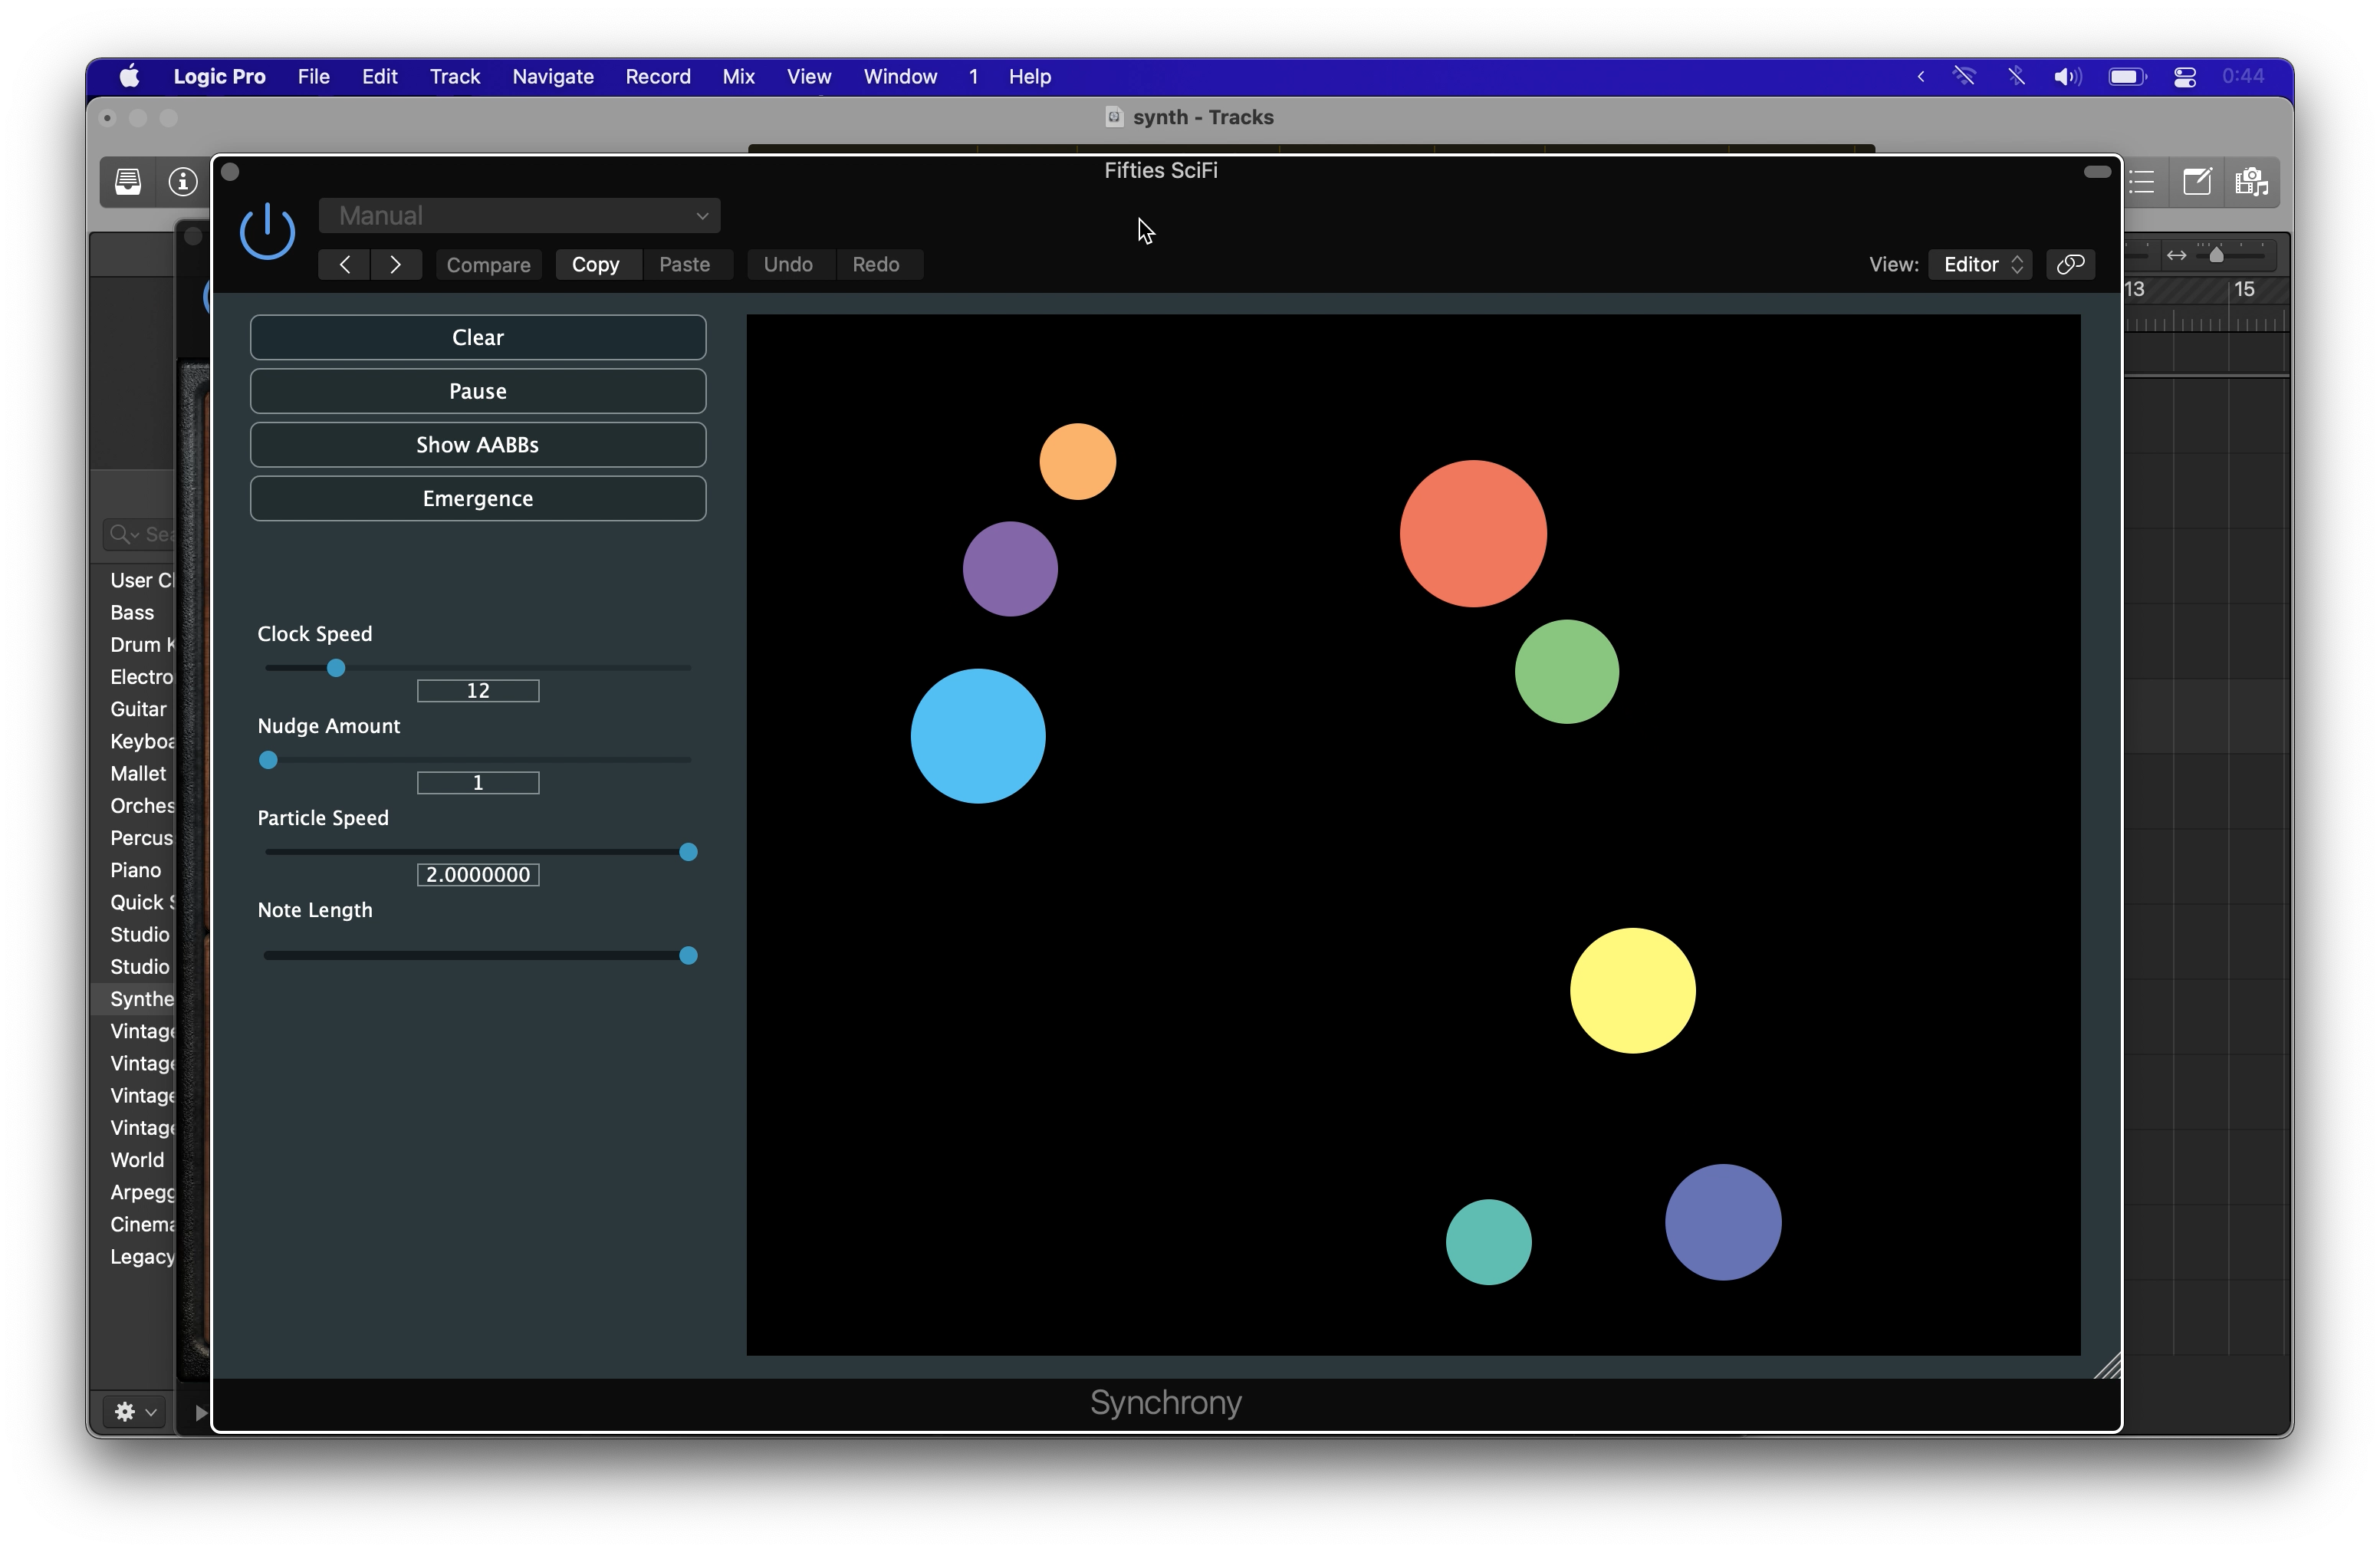 Logic Pro File Edit Track Navigate Record Mix View Window 1 Help 0:44
synth - Tracks
Fifties SciFi
Manual
Compare Copy Paste Undo Redo View: Editor
13 15
Clear
Pause
Show AABBs
Emergence
Sea
User Cl
Bass
Drum K
Electro
Guitar
Keyboa
Mallet
Orches
Percus
Piano
Quick S
Studio
Studio
Synthe
Vintage
Vintage
Vintage
Vintage
World
Arpegg
Cinema
Legacy
Clock Speed
12
Nudge Amount
1
Particle Speed
2.0000000
Note Length
Synchrony